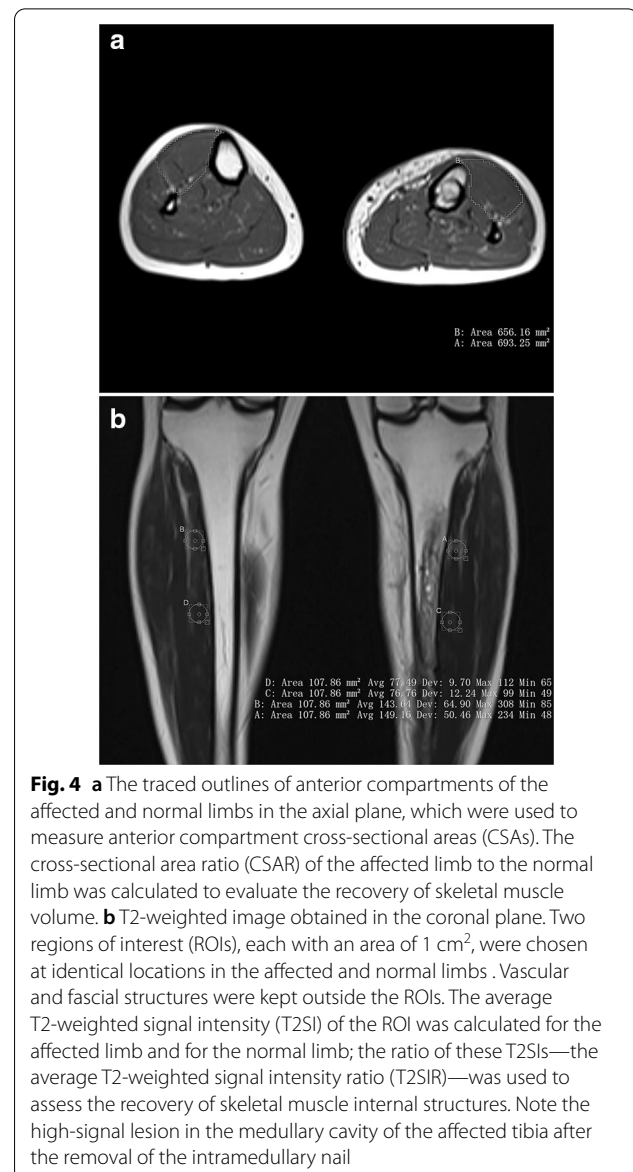 a
A
B
B: Area 656.16 mm²
A: Area 693.25 mm²
b
B
A
D
C
D: Area 107.86 mm² Avg 77.49 Dev: 9.70 Max 112 Min 65
C: Area 107.86 mm² Avg 76.76 Dev: 12.24 Max 99 Min 49
B: Area 107.86 mm² Avg 143.04 Dev: 64.90 Max 308 Min 85
A: Area 107.86 mm² Avg 149.16 Dev: 50.46 Max 234 Min 48
Fig. 4 a The traced outlines of anterior compartments of the
affected and normal limbs in the axial plane, which were used to
measure anterior compartment cross-sectional areas (CSAs). The
cross-sectional area ratio (CSAR) of the affected limb to the normal
limb was calculated to evaluate the recovery of skeletal muscle
volume. b T2-weighted image obtained in the coronal plane. Two
regions of interest (ROIs), each with an area of 1 cm², were chosen
at identical locations in the affected and normal limbs . Vascular
and fascial structures were kept outside the ROIs. The average
T2-weighted signal intensity (T2SI) of the ROI was calculated for the
affected limb and for the normal limb; the ratio of these T2SIs—the
average T2-weighted signal intensity ratio (T2SIR)—was used to
assess the recovery of skeletal muscle internal structures. Note the
high-signal lesion in the medullary cavity of the affected tibia after
the removal of the intramedullary nail